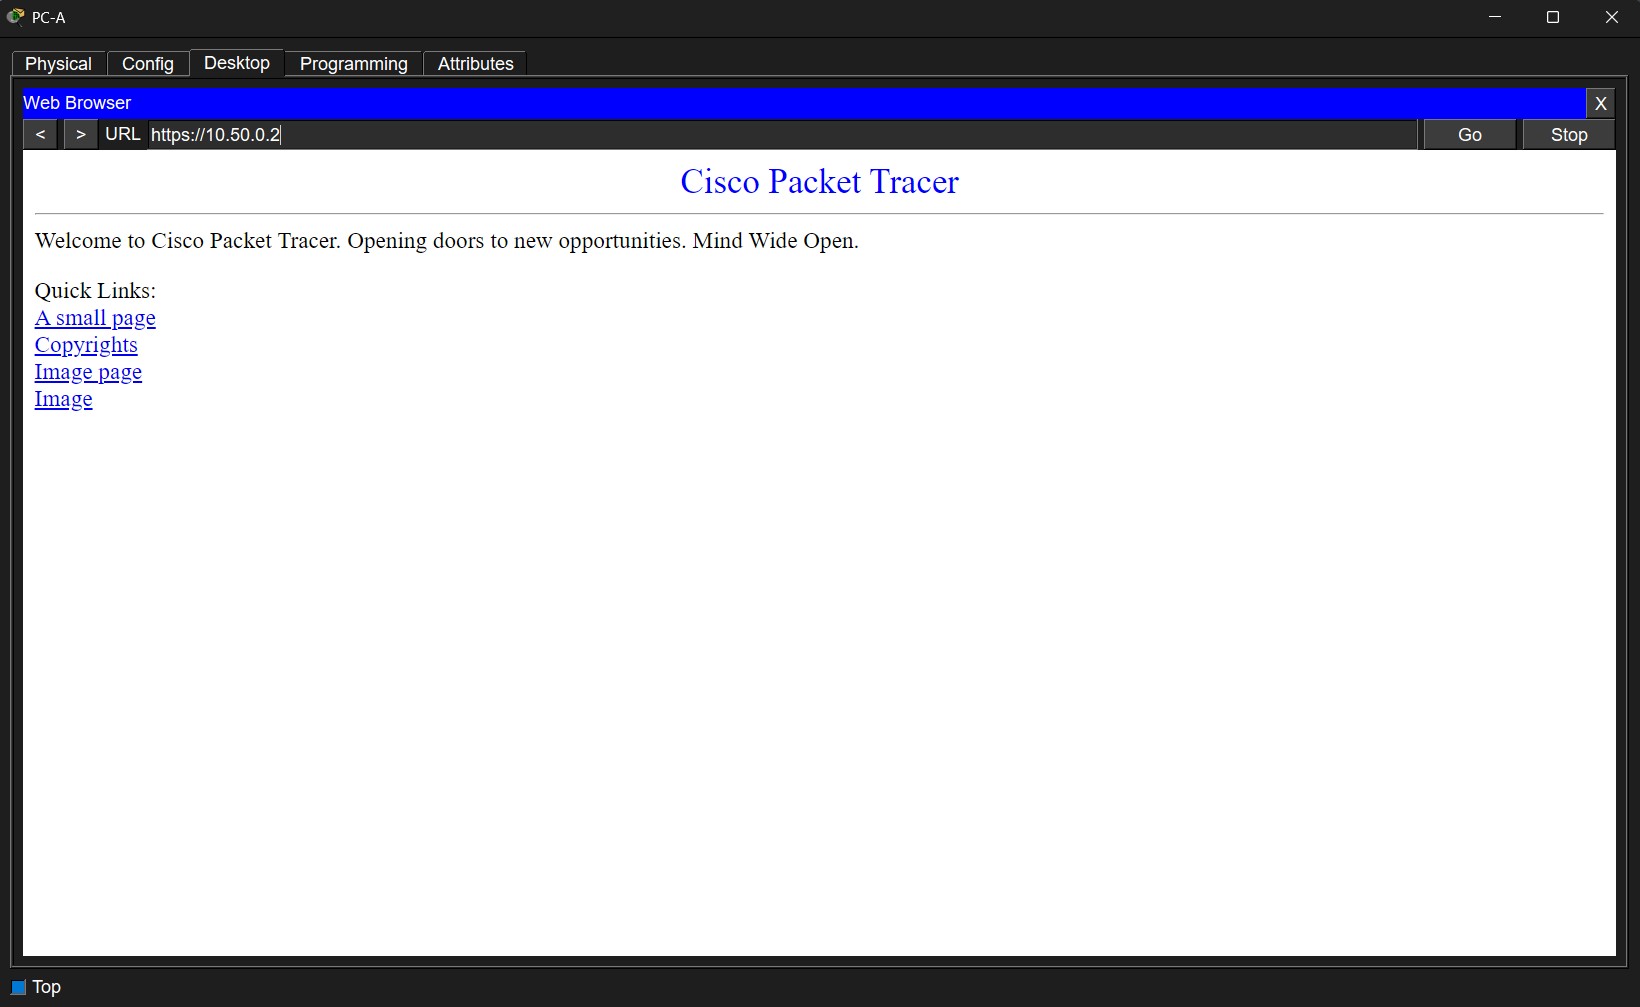 PC-A
Physical Config Desktop Programming Attributes
Web Browser X
< > URL https://10.50.0.2 Go Stop
Cisco Packet Tracer
Welcome to Cisco Packet Tracer. Opening doors to new opportunities. Mind Wide Open.
Quick Links:
A small page
Copyrights
Image page
Image
Top